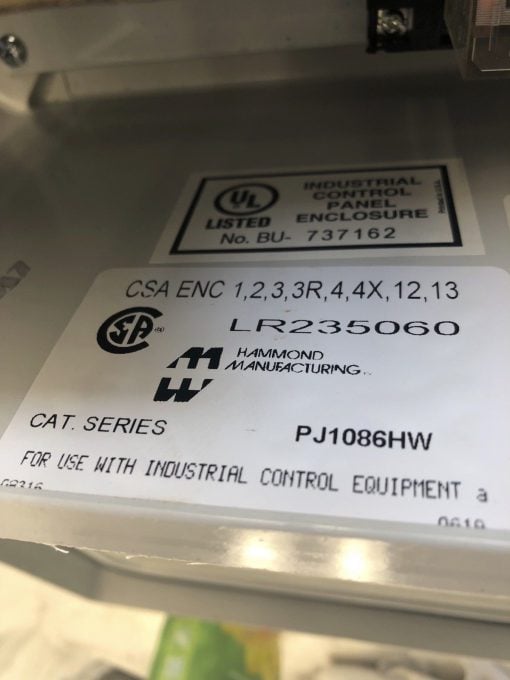 UL
LISTED
INDUSTRIAL
CONTROL
PANEL
ENCLOSURE
No. BU- 737162
CSA ENC 1,2,3,3R,4,4X,12,13
LR235060
HAMMOND
MANUFACTURING
CAT. SERIES
PJ1086HW
FOR USE WITH INDUSTRIAL CONTROL EQUIPMENT a